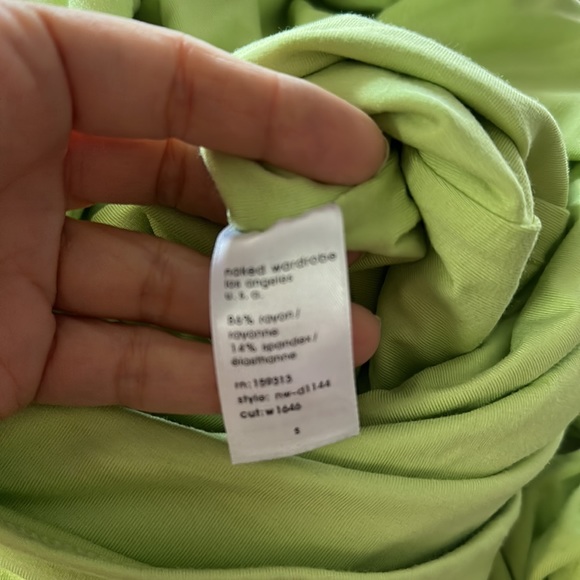 naked wardrobe
los angeles
u.s.a.
86% rayon/
rayonne
14% spandex/
élasthanne
rn:159313
style: nw-d1144
cut:w1646
s